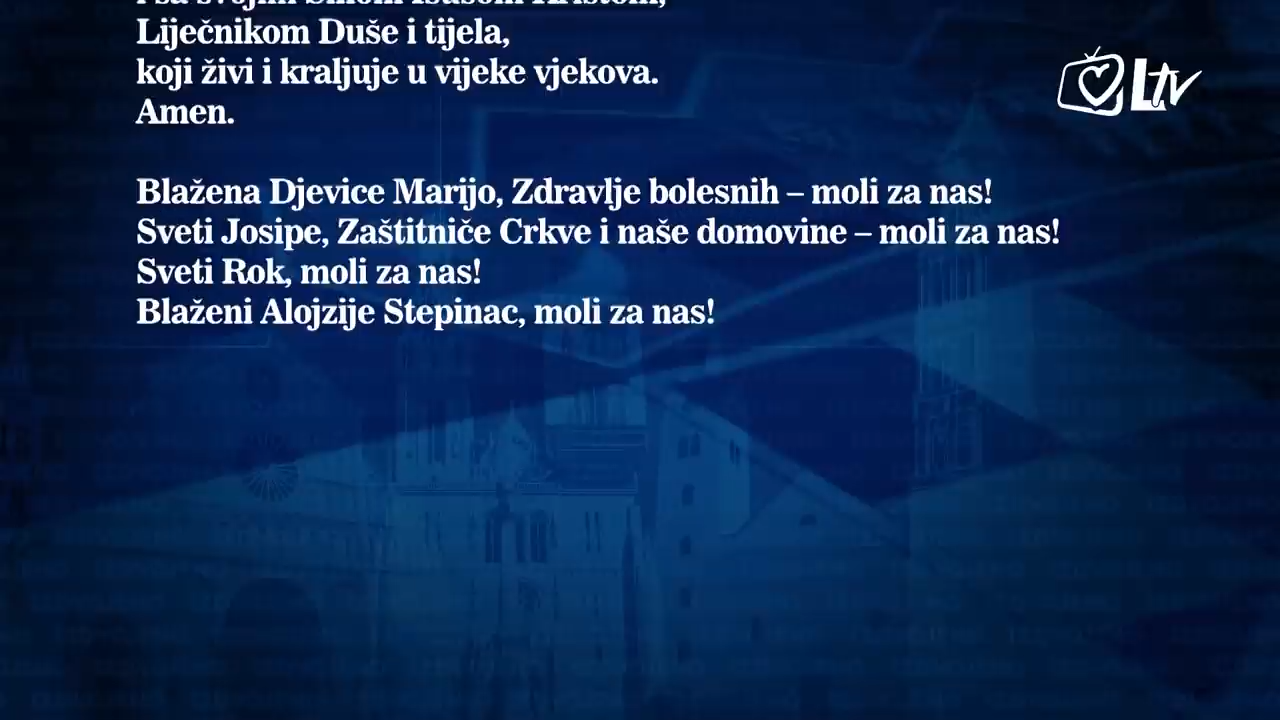 Liječnikom Duše i tijela,
koji živi i kraljuje u vijeke vjekova.
Amen.
Blažena Djevice Marijo, Zdravlje bolesnih – moli za nas!
Sveti Josipe, Zaštitniče Crkve i naše domovine – moli za nas!
Sveti Rok, moli za nas!
Blaženi Alojzije Stepinac, moli za nas!
Ltv